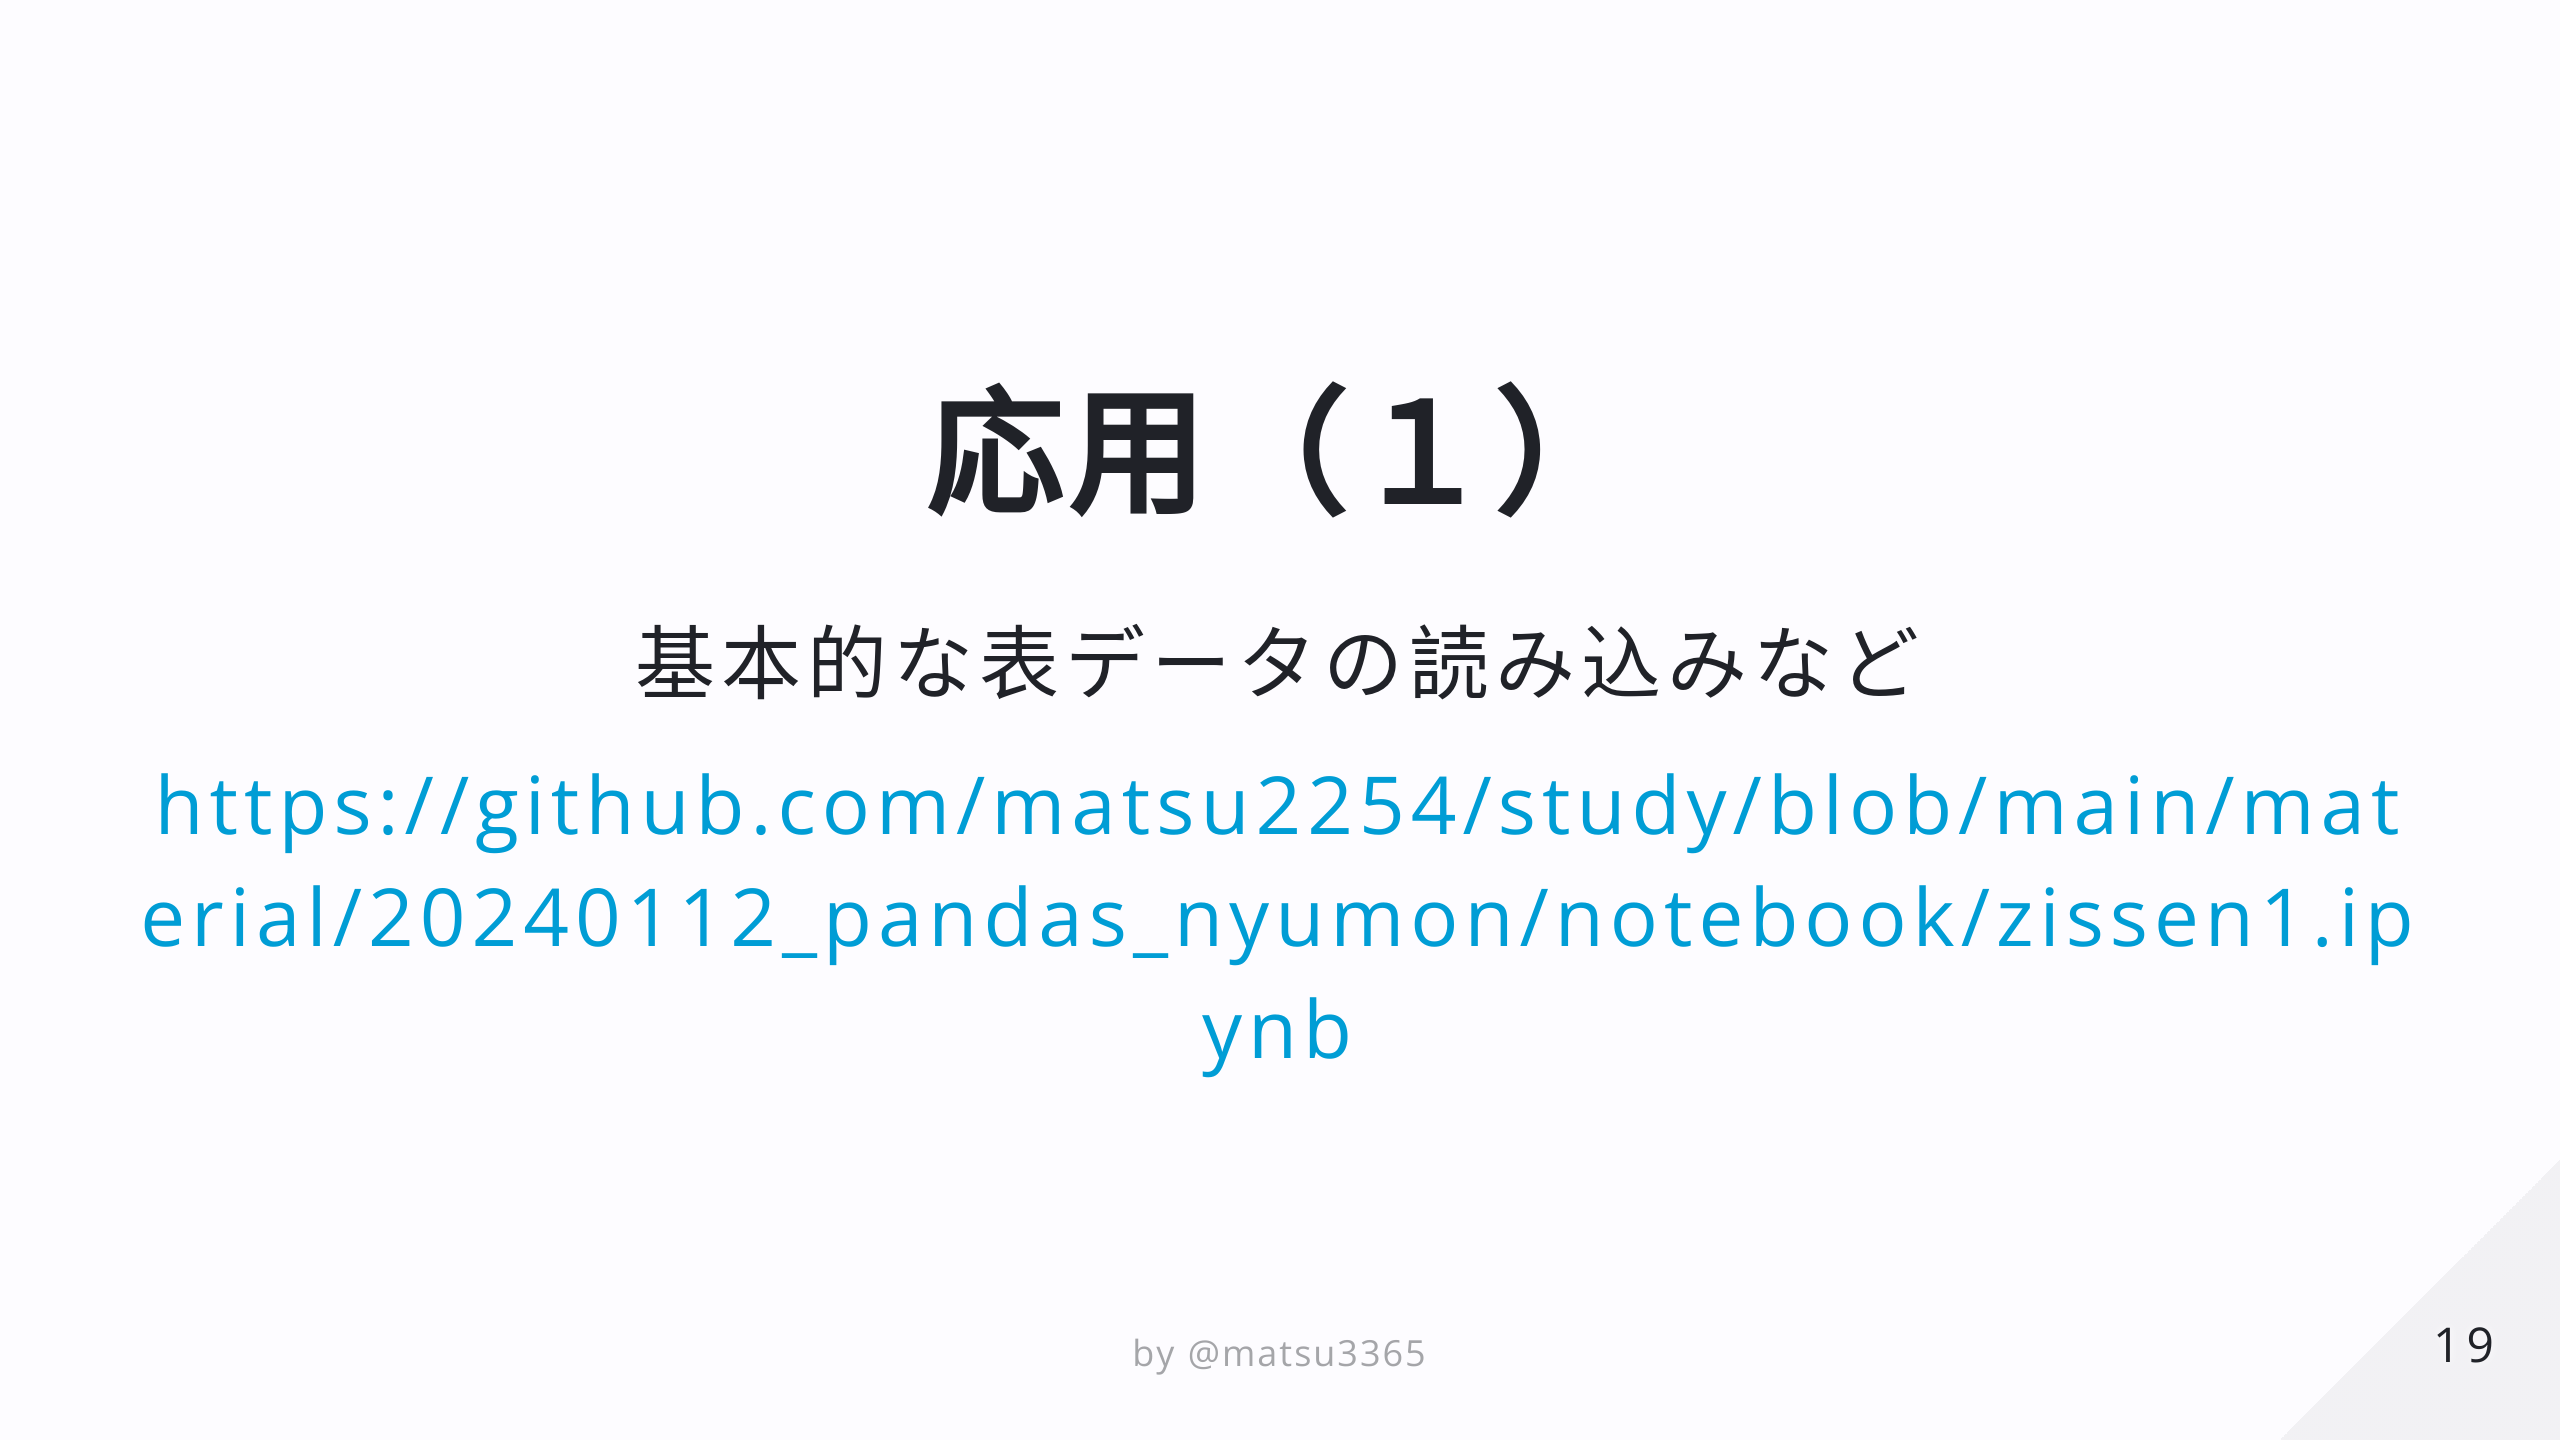 応用（１）
基本的な表データの読み込みなど
https://github.com/matsu2254/study/blob/main/mat
erial/20240112_pandas_nyumon/notebook/zissen1.ip
ynb
by @matsu3365
19